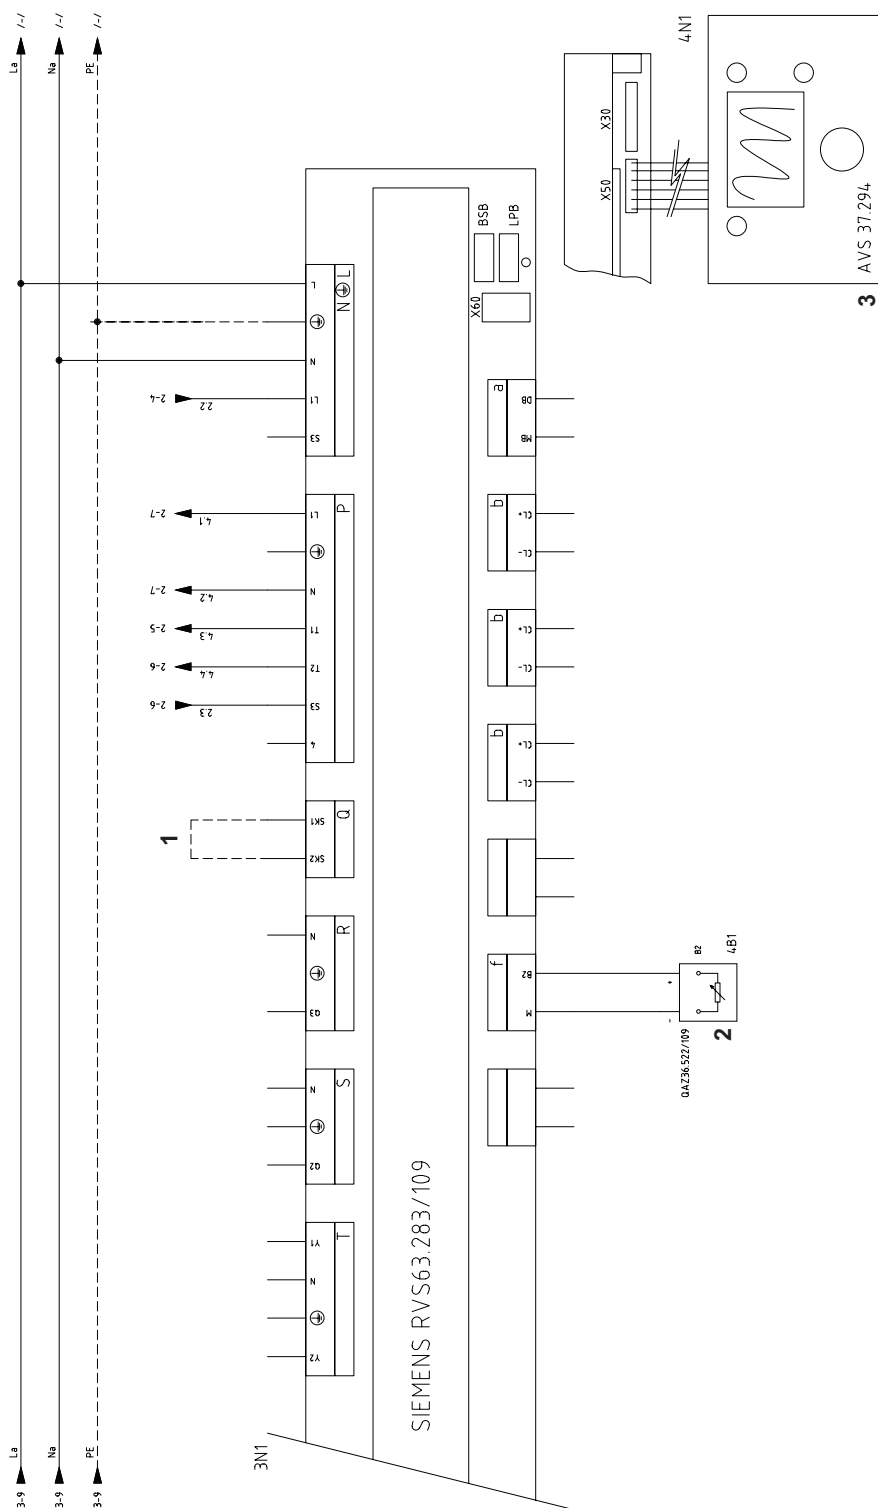 La
/-/
Na
/-/
PE
/-/
L
N
L1
S3
N L
2-4
2.2
L1
N
T1
T2
S3
4
P
2-7
4.1
2-7
4.2
2-5
4.3
2-6
4.4
2-6
2.3
SK1
SK2
Q
1
N
Q3
R
N
Q2
S
Y1
N
Y2
T
3N1
SIEMENS RVS63.283/109
La
3-9
Na
3-9
PE
3-9
BSB
LPB
X60
a
DB
MB
b
CL+
CL-
b
CL+
CL-
b
CL+
CL-
f
B2
M
+
-
B2
4B1
QAZ36.522/109
2
X50
X30
4N1
AVS 37.294
3